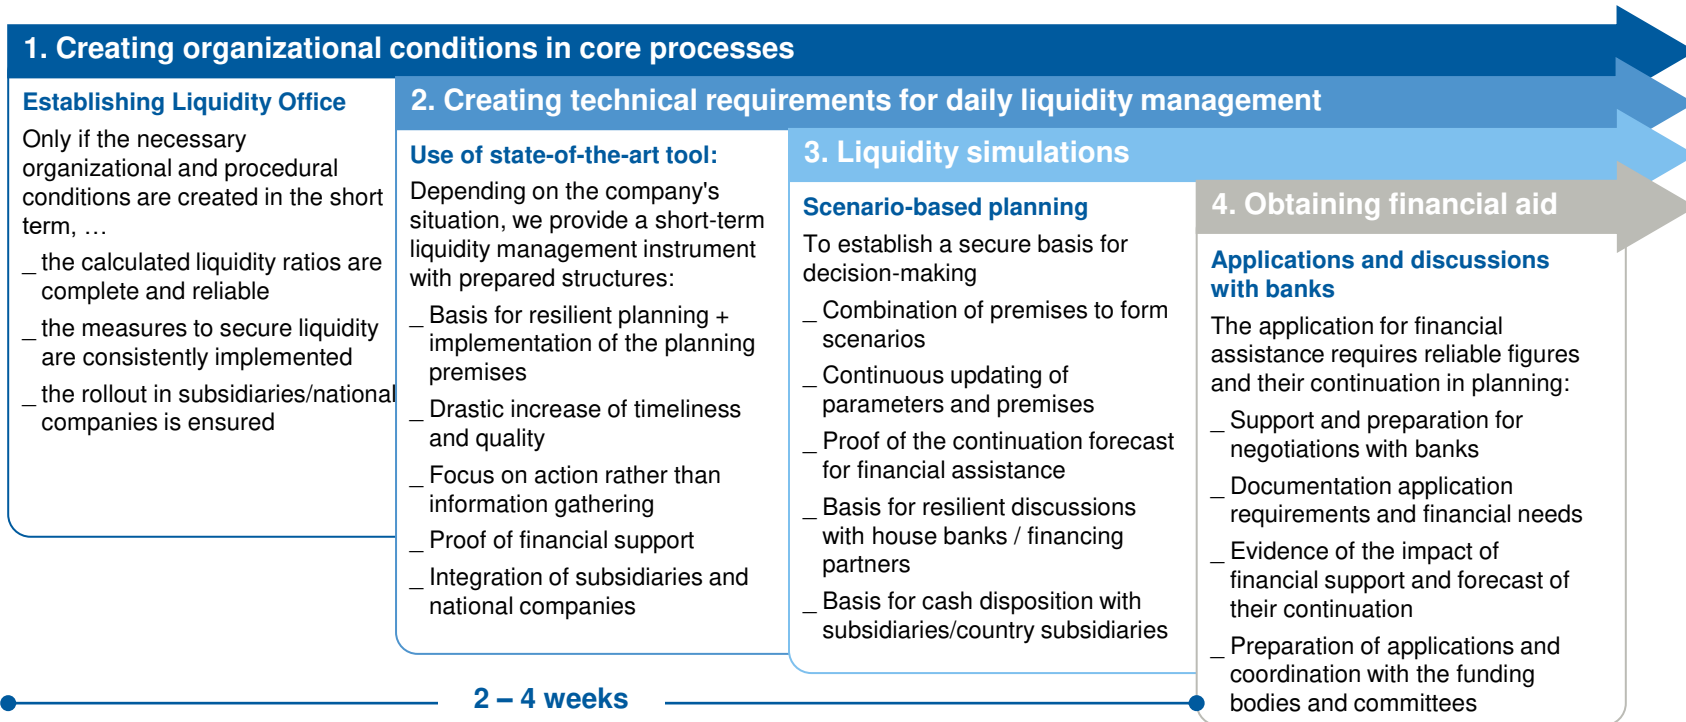 1. Creating organizational conditions in core processes
Establishing Liquidity Office
Only if the necessary
organizational and procedural
conditions are created in the short
term, …
_ the calculated liquidity ratios are
complete and reliable
_ the measures to secure liquidity
are consistently implemented
_ the rollout in subsidiaries/national
companies is ensured
2. Creating technical requirements for daily liquidity management
Use of state-of-the-art tool:
Depending on the company's
situation, we provide a short-term
liquidity management instrument
with prepared structures:
_ Basis for resilient planning +
implementation of the planning
premises
_ Drastic increase of timeliness
and quality
_ Focus on action rather than
information gathering
_ Proof of financial support
_ Integration of subsidiaries and
national companies
3. Liquidity simulations
Scenario-based planning
To establish a secure basis for
decision-making
_ Combination of premises to form
scenarios
_ Continuous updating of
parameters and premises
_ Proof of the continuation forecast
for financial assistance
_ Basis for resilient discussions
with house banks / financing
partners
_ Basis for cash disposition with
subsidiaries/country subsidiaries
4. Obtaining financial aid
Applications and discussions
with banks
The application for financial
assistance requires reliable figures
and their continuation in planning:
_ Support and preparation for
negotiations with banks
_ Documentation application
requirements and financial needs
_ Evidence of the impact of
financial support and forecast of
their continuation
_ Preparation of applications and
coordination with the funding
bodies and committees
2 – 4 weeks